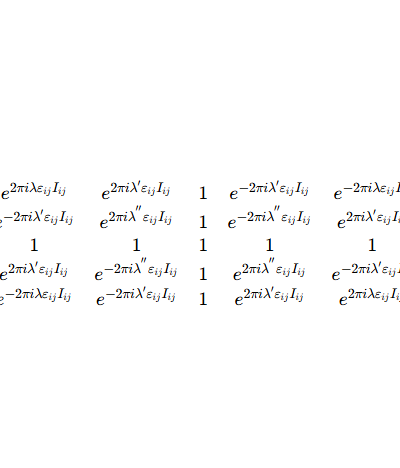 e^{2πiλε_{ij}I_{ij}} e^{2πiλ′ε_{ij}I_{ij}} 1 e^{−2πiλ′ε_{ij}I_{ij}} e^{−2πiλε_{ij}I
e^{−2πiλ′ε_{ij}I_{ij}} e^{2πiλ″ε_{ij}I_{ij}} 1 e^{−2πiλ″ε_{ij}I_{ij}} e^{2πiλ′ε_{ij}I
1 1 1 1 1
e^{2πiλ′ε_{ij}I_{ij}} e^{−2πiλ″ε_{ij}I_{ij}} 1 e^{2πiλ″ε_{ij}I_{ij}} e^{−2πiλ′ε_{ij}I
e^{−2πiλε_{ij}I_{ij}} e^{−2πiλ′ε_{ij}I_{ij}} 1 e^{2πiλ′ε_{ij}I_{ij}} e^{2πiλε_{ij}I